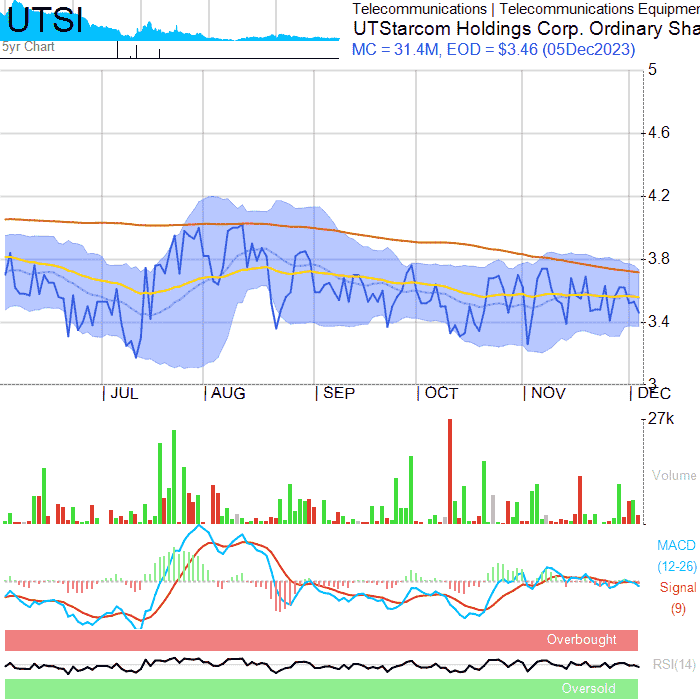 UTSI
5yr Chart
Telecommunications | Telecommunications Equipmen
UTStarcom Holdings Corp. Ordinary Sha
MC = 31.4M, EOD = $3.46 (05Dec2023)
5
4.6
4.2
3.8
3.4
3
JUL AUG SEP OCT NOV DEC
27k
Volume
MACD
(12-26)
Signal
(9)
Overbought
RSI(14)
Oversold